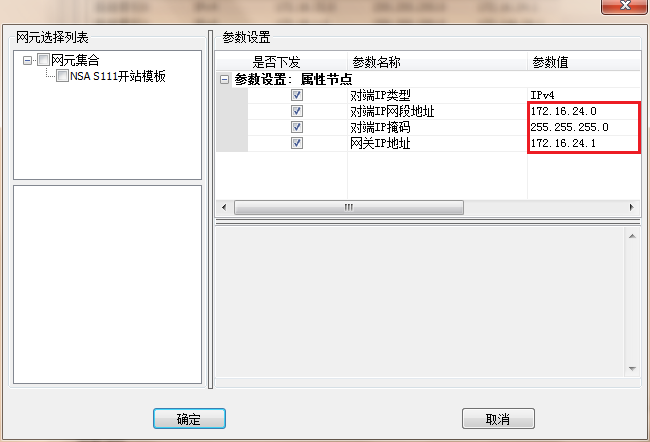 网元选择列表
网元集合
NSA S111开站模板
参数设置
是否下发 参数名称 参数值
参数设置: 属性节点
对端IP类型 IPv4
对端IP网段地址 172.16.24.0
对端IP掩码 255.255.255.0
网关IP地址 172.16.24.1
确定 取消